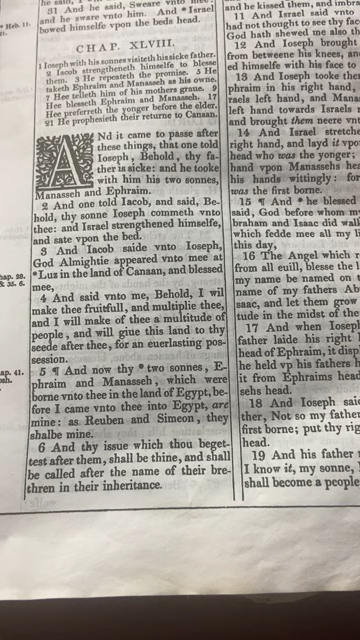 he said,
31 And he said, Sweare vnto mee:
and he sware vnto him. And *Israel
bowed himselfe vpon the beds head.
* Heb. 11.
CHAP. XLVIII.
1 Ioseph with his sonnes visiteth his sicke father.
2 Iacob strengtheneth himselfe to blesse
them. 3 He repeateth the promise. 5 He
taketh Ephraim and Manasseh as his owne.
7 Hee telleth him of his mothers graue. 9
Hee blesseth Ephraim and Manasseh. 17
Hee preferreth the yonger before the elder.
21 He prophesieth their returne to Canaan.
ANd it came to passe after
these things, that one told
Ioseph, Behold, thy fa-
ther is sicke: and he tooke
with him his two sonnes,
Manasseh and Ephraim.
2 And one told Iacob, and said, Be-
hold, thy sonne Ioseph commeth vnto
thee: and Israel strengthened himselfe,
and sate vpon the bed.
3 And Iacob saide vnto Ioseph,
God Almightie appeared vnto mee at
*Luz in the land of Canaan, and blessed
mee,
hap. 28.
& 35. 6.
4 And said vnto me, Behold, I wil
make thee fruitfull, and multiplie thee,
and I will make of thee a multitude of
people, and will giue this land to thy
seede after thee, for an euerlasting pos-
session.
5 ¶ And now thy *two sonnes, E-
phraim and Manasseh, which were
borne vnto thee in the land of Egypt, be-
fore I came vnto thee into Egypt, are
mine: as Reuben and Simeon, they
shalbe mine.
ap. 41.
osh.
6 And thy issue which thou beget-
test after them, shall be thine, and shall
be called after the name of their bre-
thren in their inheritance.
and he kissed them, and imbra
11 And Israel said vnto
had not thought to see thy fac
God hath shewed me also th
12 And Ioseph brought
from betweene his knees, an
ed himselfe with his face to
13 And Ioseph tooke the
phraim in his right hand,
raels left hand, and Mana
left hand towards Israels
and brought them neere vnt
14 And Israel stretche
right hand, and layd it vpo
head who was the yonger;
hand vpon Manassehs hea
his hands wittingly: for
was the first borne.
15 ¶ And * he blessed
said, God before whom m
braham and Isaac did walk
which fedde mee all my l
this day,
16 The Angel which r
from all euill, blesse the l
my name be named on t
name of my fathers Ab
saac, and let them grow
tude in the midst of the
17 And when Ioseph
father laide his right
head of Ephraim, it disp
he held vp his fathers h
it from Ephraims head
sehs head.
18 And Ioseph said
ther, Not so my father
first borne; put thy rig
head.
19 And his father r
I know it, my sonne,
shall become a people